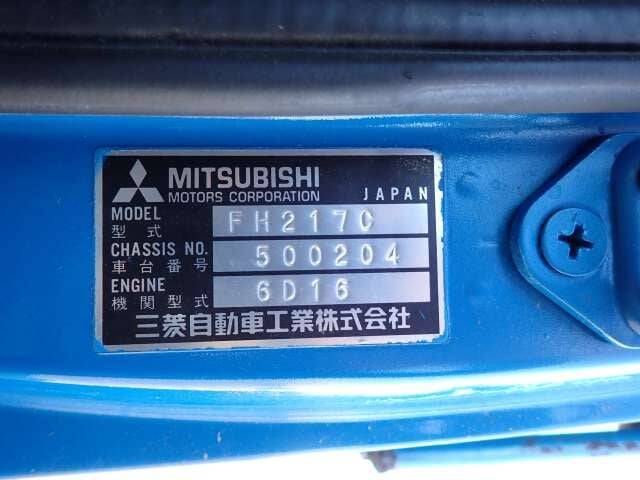 MITSUBISHI
MOTORS CORPORATION JAPAN
MODEL FH217C
型式
CHASSIS NO. 500204
車台番号
ENGINE 6D16
機関型式
三菱自動車工業株式会社